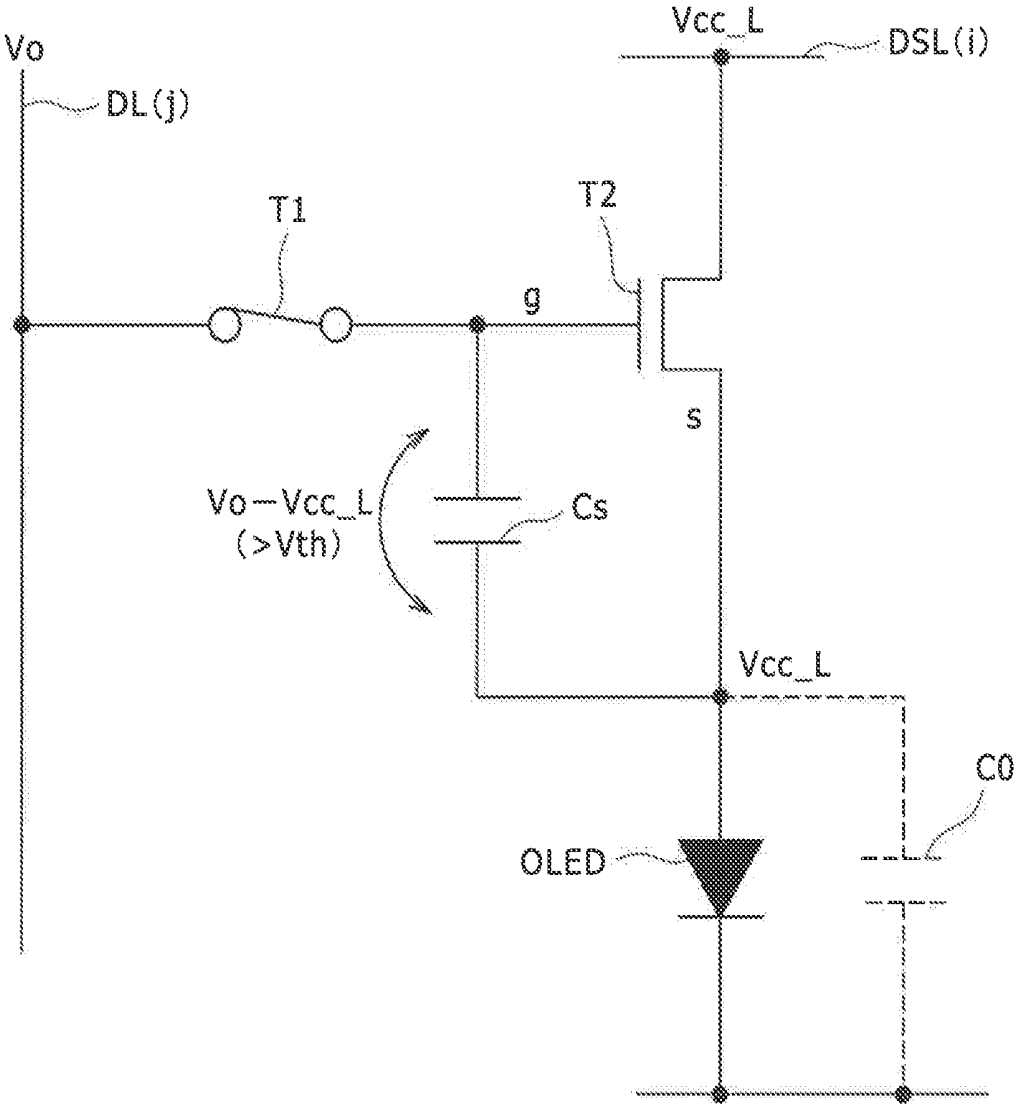 Vcc_L
Vo
DSL(i)
DL(j)
T1
T2
g
s
Vo−Vcc_L
(>Vth)
Cs
Vcc_L
C0
OLED